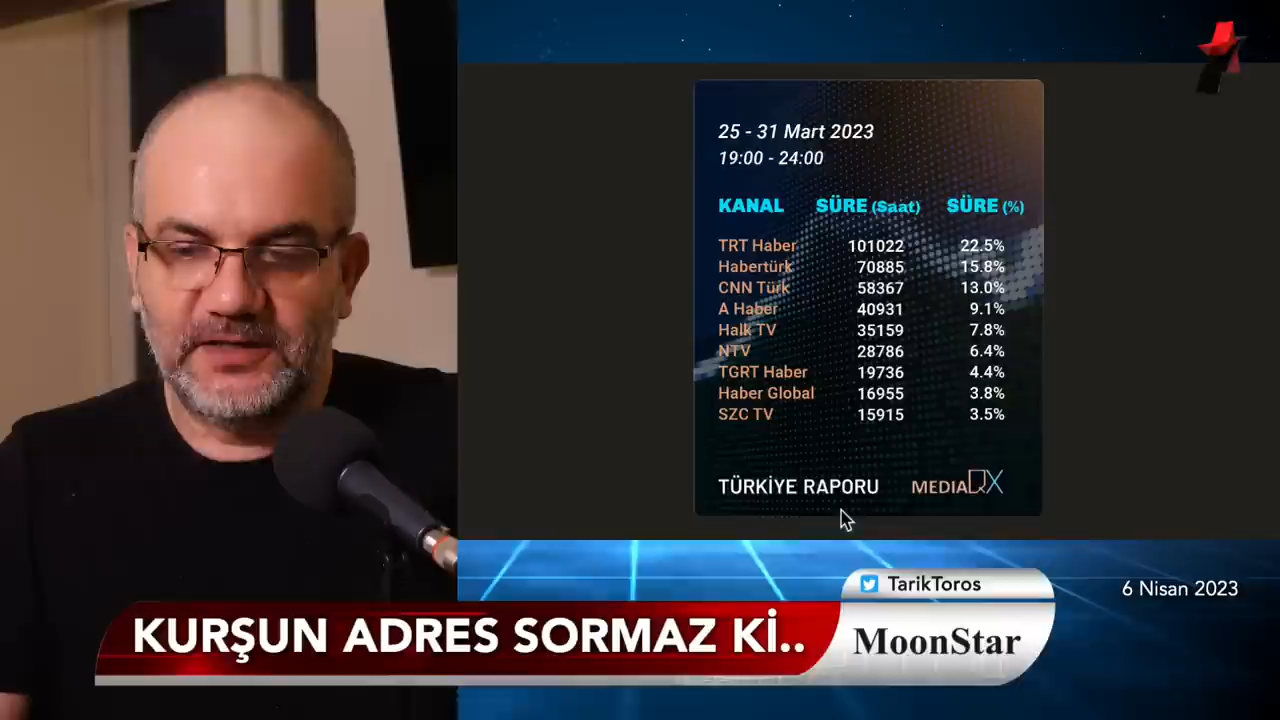 25 - 31 Mart 2023
19:00 - 24:00
KANAL SÜRE (Saat) SÜRE (%)
TRT Haber 101022 22.5%
Habertürk 70885 15.8%
CNN Türk 58367 13.0%
A Haber 40931 9.1%
Halk TV 35159 7.8%
NTV 28786 6.4%
TGRT Haber 19736 4.4%
Haber Global 16955 3.8%
SZC TV 15915 3.5%
TÜRKİYE RAPORU MEDIA QX
TarikToros
6 Nisan 2023
KURŞUN ADRES SORMAZ Kİ..
MoonStar